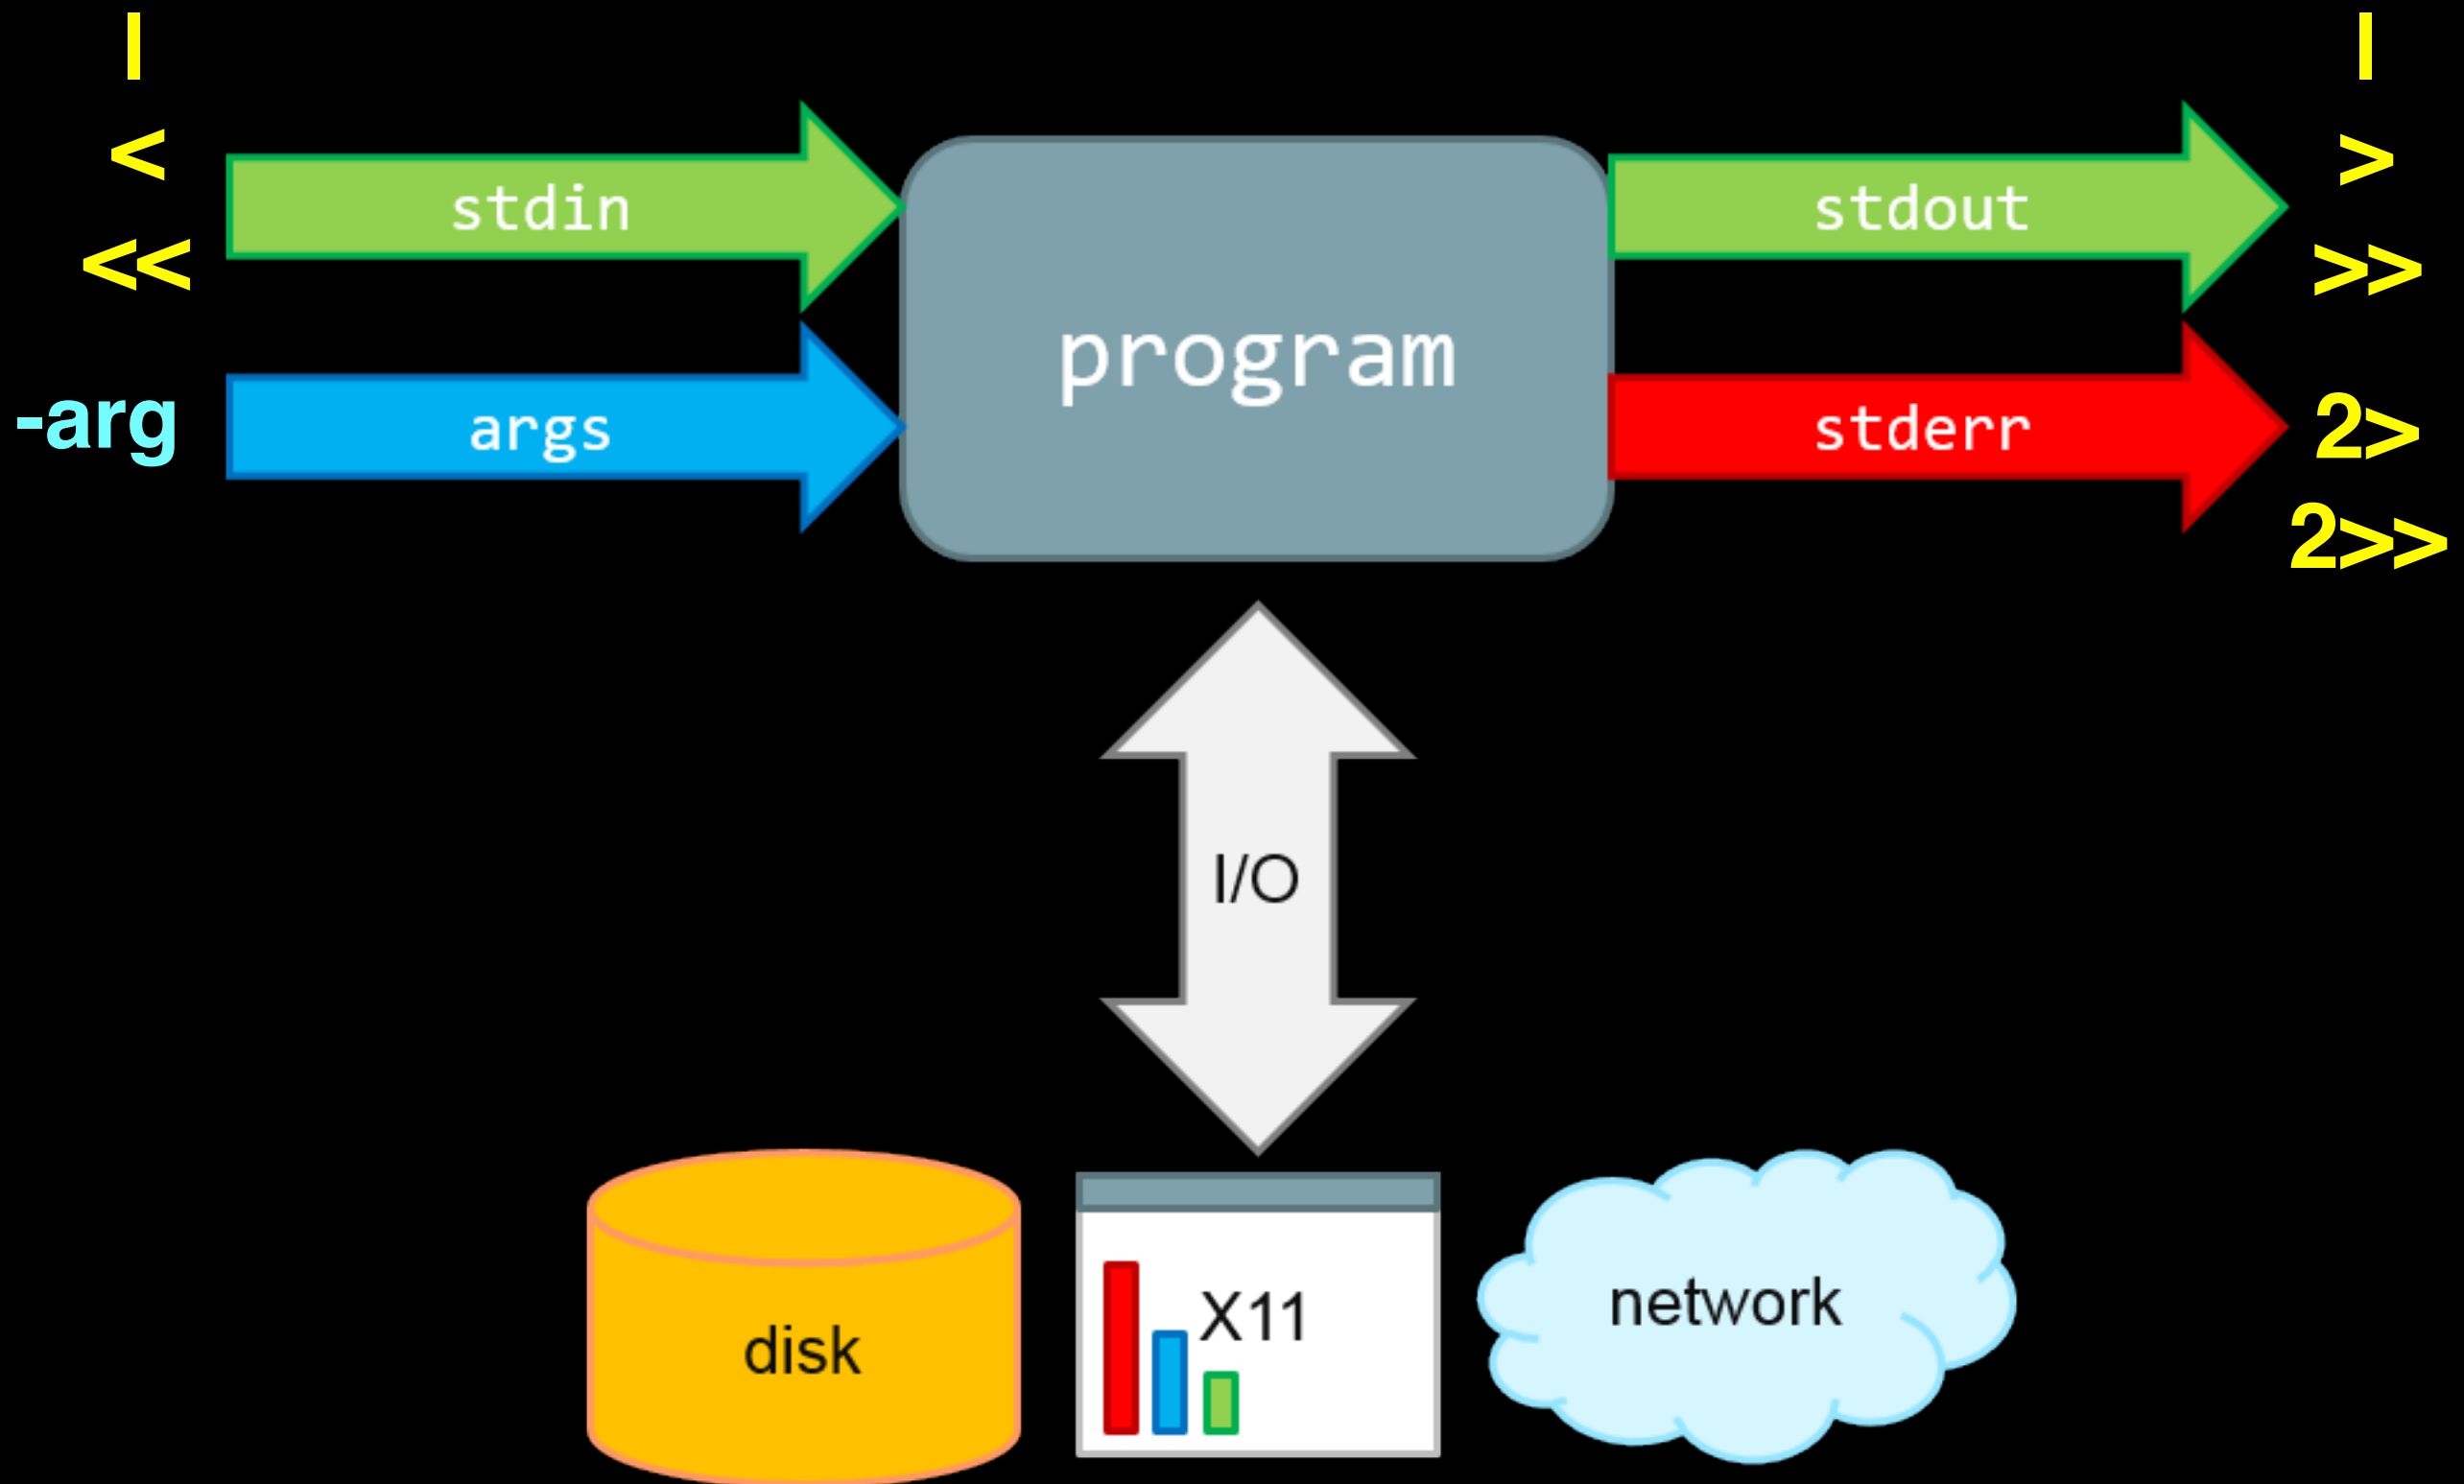 |
|
<
>
stdin
stdout
<<
>>
program
-arg
args
stderr
2>
2>>
I/O
X11
network
disk